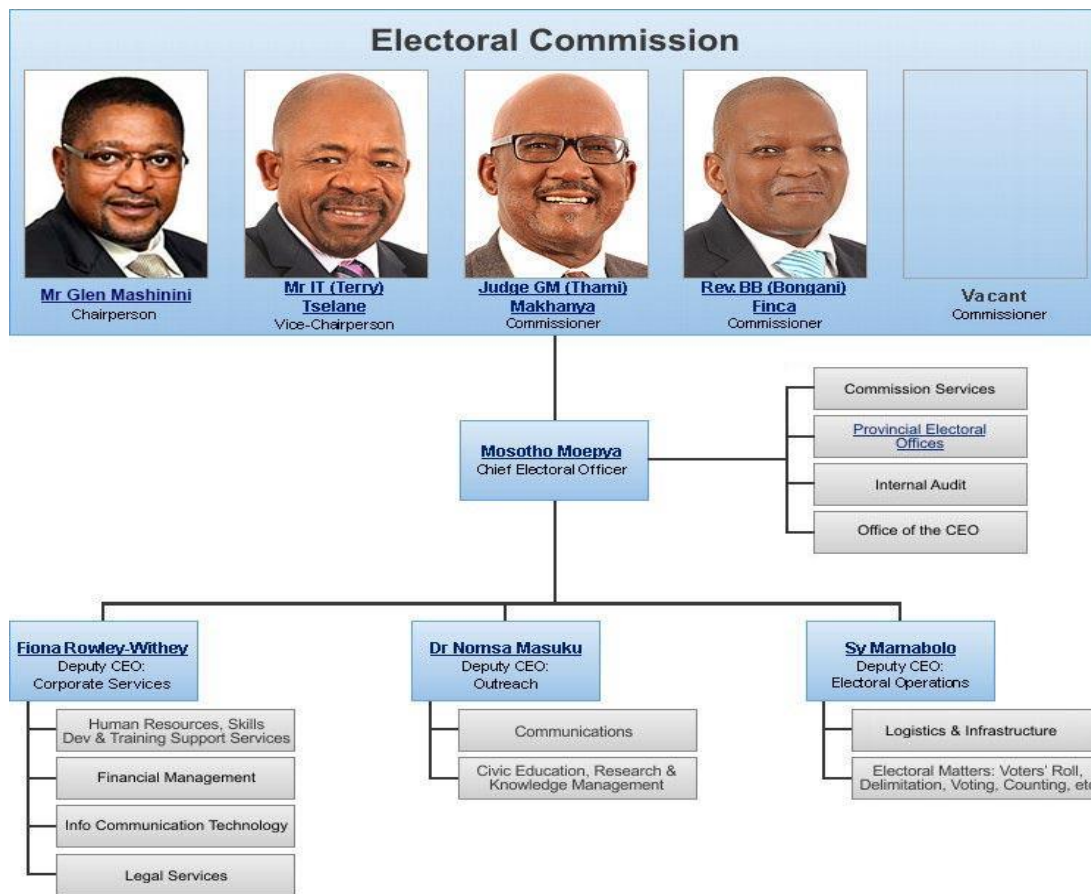 Electoral Commission
Mr Glen Mashinini
Chairperson
Mr IT (Terry)
Tselane
Vice-Chairperson
Judge GM (Thami)
Makhanya
Commissioner
Rev. BB (Bongani)
Finca
Commissioner
Vacant
Commissioner
Mosotho Moepya
Chief Electoral Officer
Commission Services
Provincial Electoral
Offices
Internal Audit
Office of the CEO
Fiona Rowley-Withey
Deputy CEO:
Corporate Services
Human Resources, Skills
Dev & Training Support Services
Financial Management
Info Communication Technology
Legal Services
Dr Nomsa Masuku
Deputy CEO:
Outreach
Communications
Civic Education, Research &
Knowledge Management
Sy Mamabolo
Deputy CEO:
Electoral Operations
Logistics & Infrastructure
Electoral Matters: Voters' Roll,
Delimitation, Voting, Counting, etc